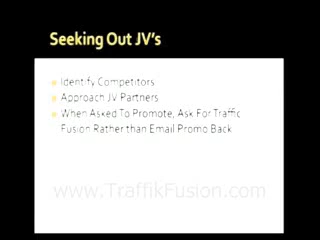 Seeking Out JV's
Identify Competitors
Approach JV Partners
When Asked To Promote, Ask For Traffic
Fusion Rather than Email Promo Back
www.TraffikFusion.com